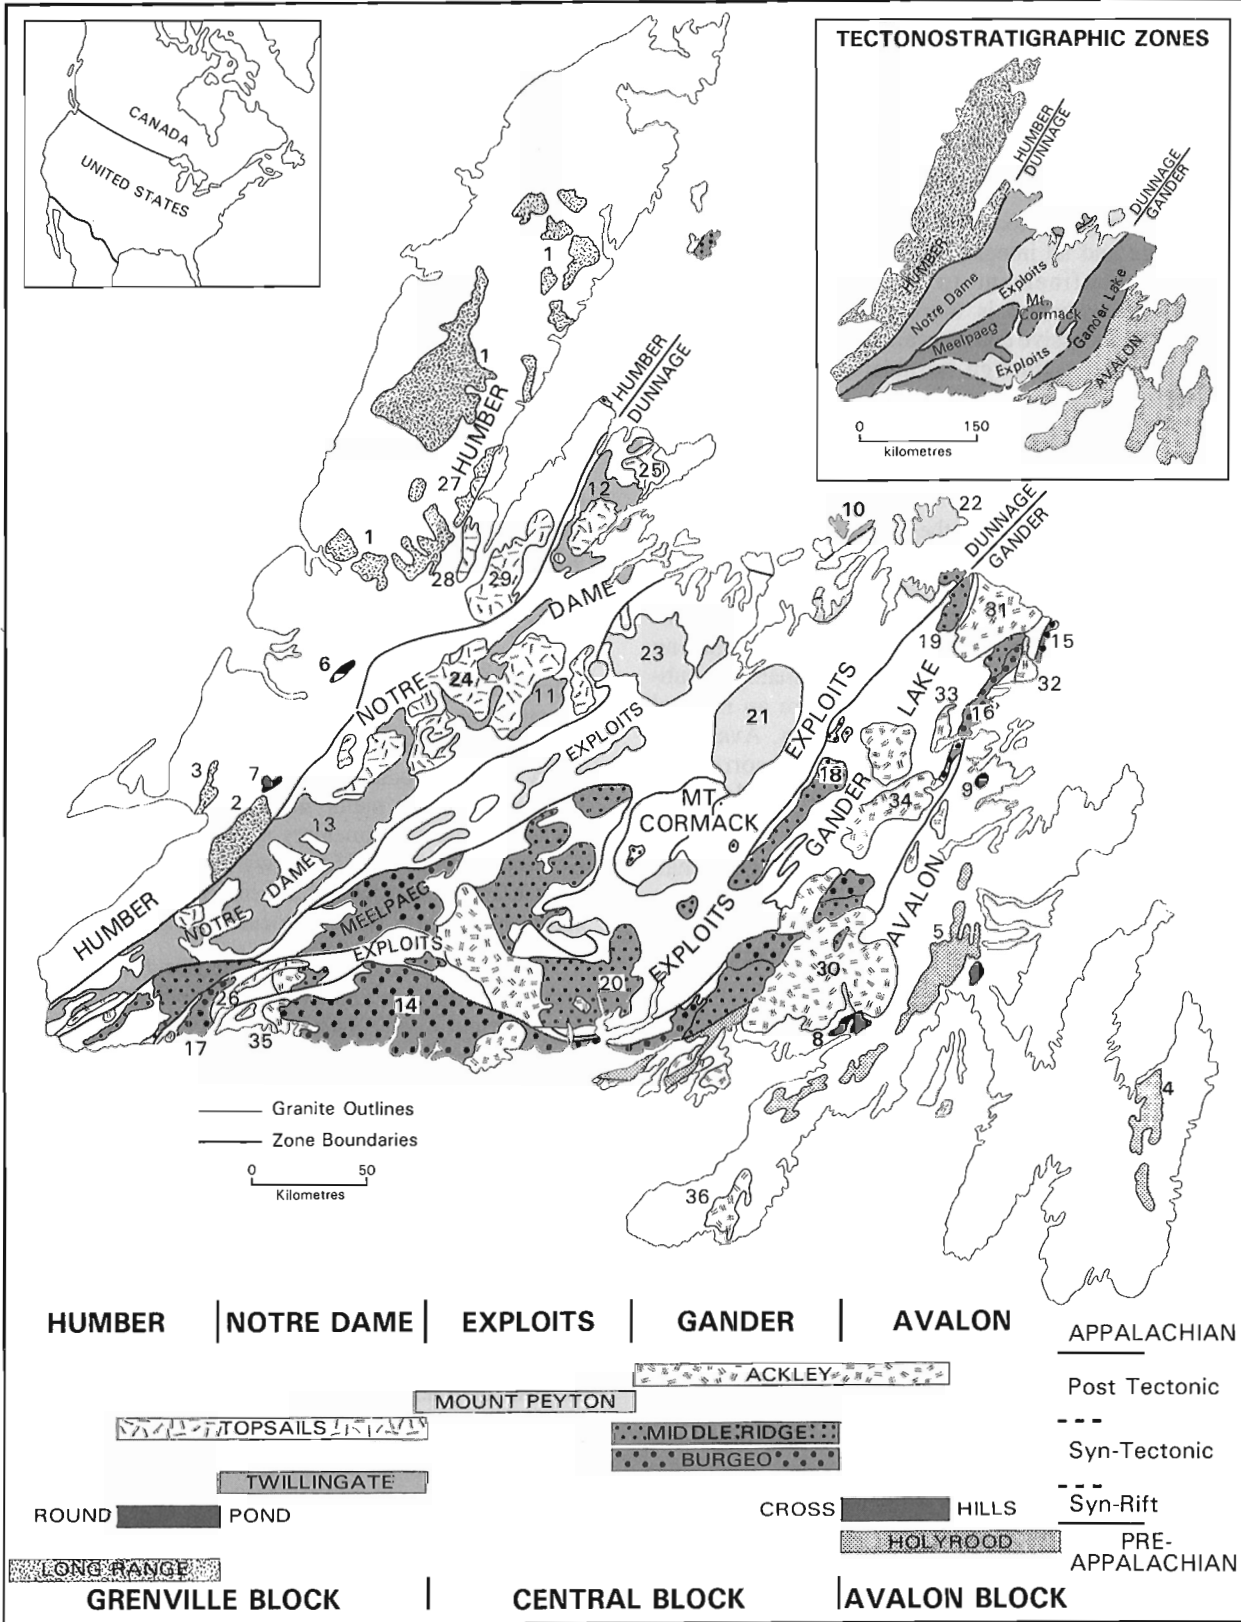 CANADA
UNITED STATES
TECTONOSTRATIGRAPHIC ZONES
HUMBER
DUNNAGE
DUNNAGE
GANDER
HUMBER
Notre Dame
Exploits
Mt.
Cormack
Meelpaeg
Exploits
Gander Lake
AVALON
0 150
kilometres
1
1
HUMBER
HUMBER
DUNNAGE
27
25
12
1
28
29
10
22
DUNNAGE
GANDER
DAME
31
15
19
23
6
24
NOTRE
11
EXPLOITS
21
EXPLOITS
LAKE
33
32
16
3
7
2
18
9
MT.
CORMACK
34
13
GANDER
DAME
MEELPAEG
HUMBER
NOTRE
EXPLOITS
AVALON
5
EXPLOITS
30
20
26
14
17
35
8
4
Granite Outlines
Zone Boundaries
0 50
Kilometres
36
HUMBER NOTRE DAME EXPLOITS GANDER AVALON
APPALACHIAN
ACKLEY
Post Tectonic
MOUNT PEYTON
TOPSAILS
MIDDLE RIDGE
Syn-Tectonic
BURGEO
TWILLINGATE
ROUND POND
CROSS HILLS
Syn-Rift
HOLYROOD
PRE-
APPALACHIAN
LONG RANGE
GRENVILLE BLOCK CENTRAL BLOCK AVALON BLOCK